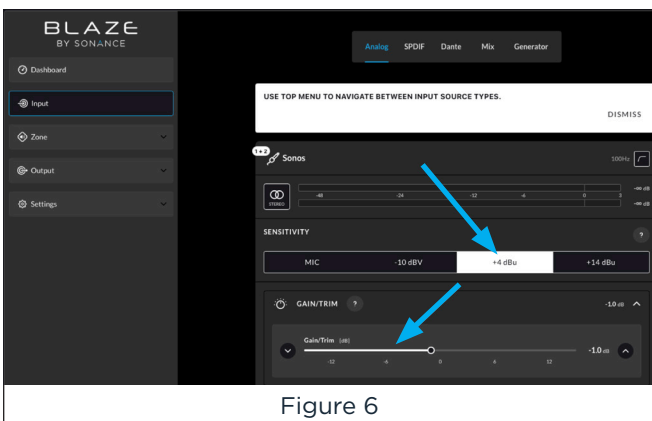 BLAZE
BY SONANCE
Dashboard
Input
Zone
Output
Settings
Analog SPDIF Dante Mix Generator
USE TOP MENU TO NAVIGATE BETWEEN INPUT SOURCE TYPES.
DISMISS
1+2 Sonos 100Hz
STEREO
-48 -24 -12 -6 0 3
-∞ dB
-∞ dB
SENSITIVITY ?
MIC -10 dBV +4 dBu +14 dBu
GAIN/TRIM ? -1.0 dB
Gain/Trim [dB]
-1.0 dB
-12 -6 0 6 12
Figure 6